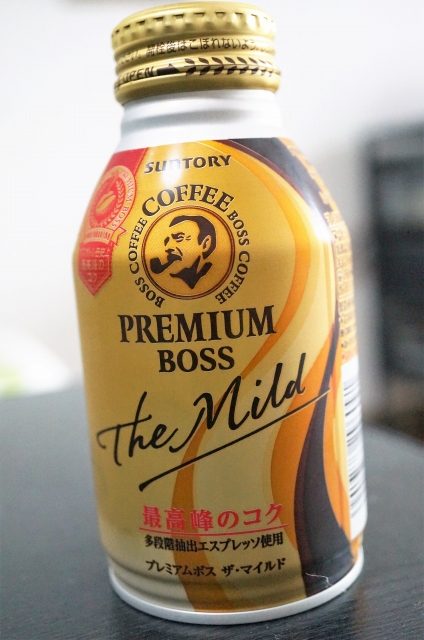 OPEN
SUNTORY
COFFEE
BOSS COFFEE
BOSS COFFEE
PREMIUM
BOSS
The Mild
最高峰のコク
多段階抽出エスプレッソ使用
プレミアムボス ザ・マイルド